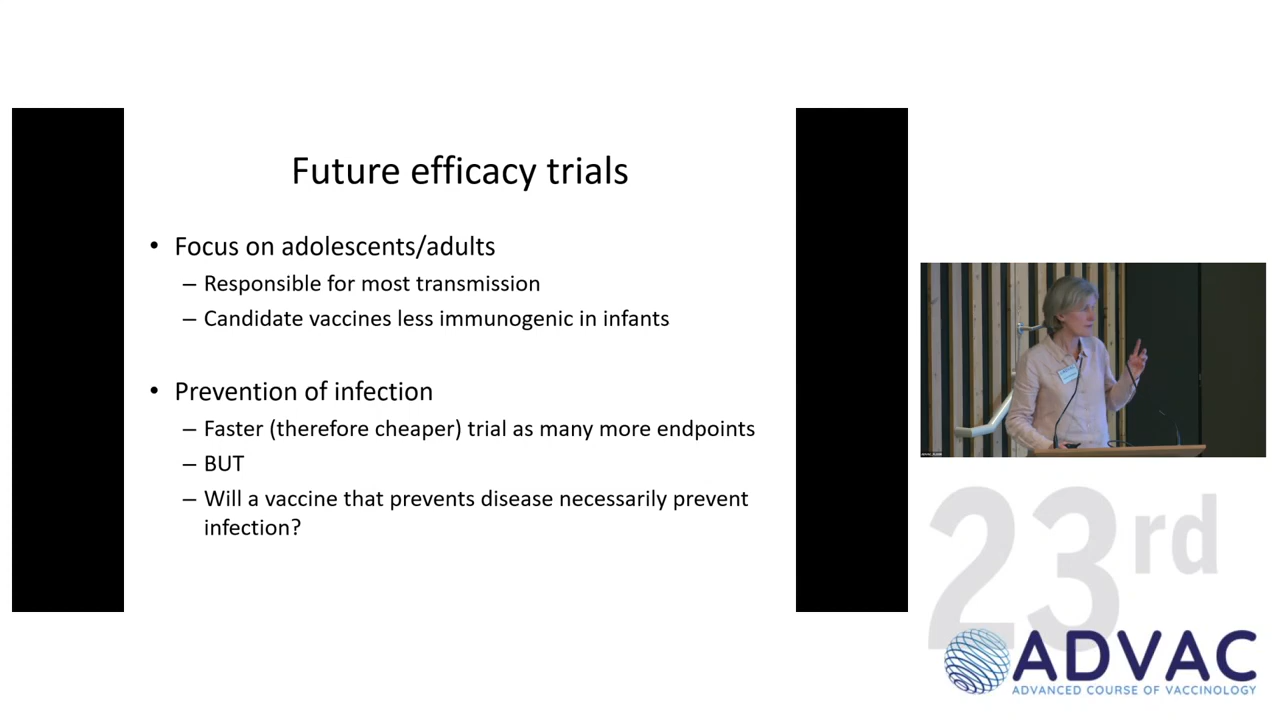 Future efficacy trials
• Focus on adolescents/adults
– Responsible for most transmission
– Candidate vaccines less immunogenic in infants
• Prevention of infection
– Faster (therefore cheaper) trial as many more endpoints
– BUT
– Will a vaccine that prevents disease necessarily prevent
infection?
23rd
ADVAC
ADVANCED COURSE OF VACCINOLOGY